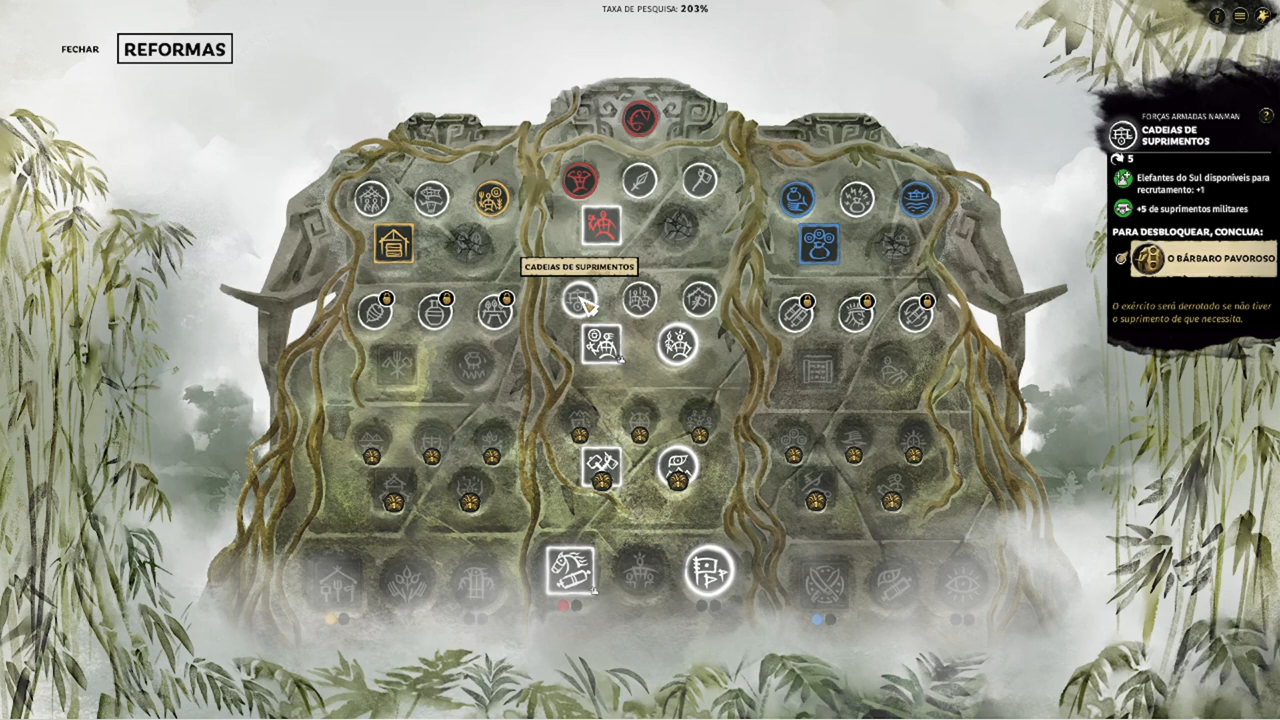 TAXA DE PESQUISA: 203%
FECHAR
REFORMAS
FORÇAS ARMADAS NANMAN
?
CADEIAS DE
SUPRIMENTOS
5
Elefantes do Sul disponíveis para
recrutamento: +1
+5 de suprimentos militares
PARA DESBLOQUEAR, CONCLUA:
O BÁRBARO PAVOROSO
O exército será derrotado se não tiver
o suprimento de que necessita.
CADEIAS DE SUPRIMENTOS